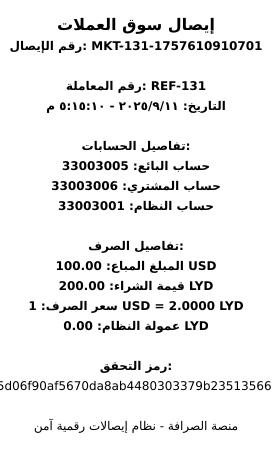 إيصال سوق العملات
رقم الإيصال: MKT-131-1757610910701
رقم المعاملة: REF-131
التاريخ: ٢٠٢٥/٩/١١ - ٥:١٥:١٠ م
تفاصيل الحسابات:
حساب البائع: 33003005
حساب المشتري: 33003006
حساب النظام: 33003001
تفاصيل الصرف:
المبلغ المباع: 100.00 USD
قيمة الشراء: 200.00 LYD
سعر الصرف: 1 USD = 2.0000 LYD
عمولة النظام: 0.00 LYD
رمز التحقق:
5d06f90af5670da8ab4480303379b23513566
منصة الصرافة - نظام إيصالات رقمية آمن